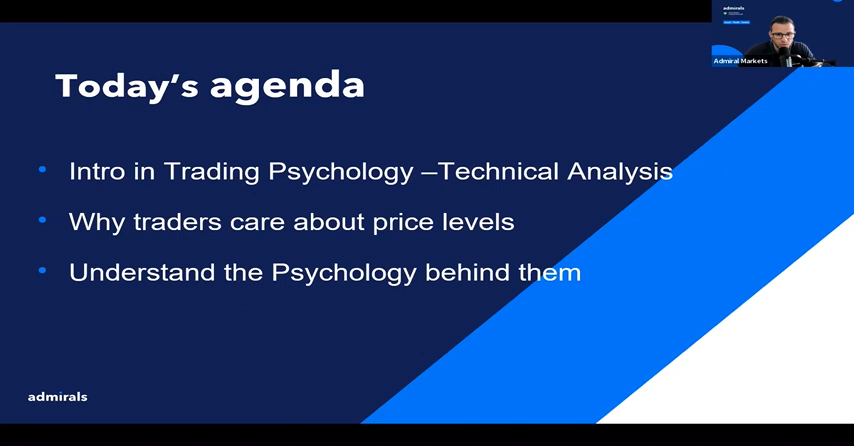 admirals
Admiral Markets
Today's agenda
• Intro in Trading Psychology –Technical Analysis
• Why traders care about price levels
• Understand the Psychology behind them
admirals